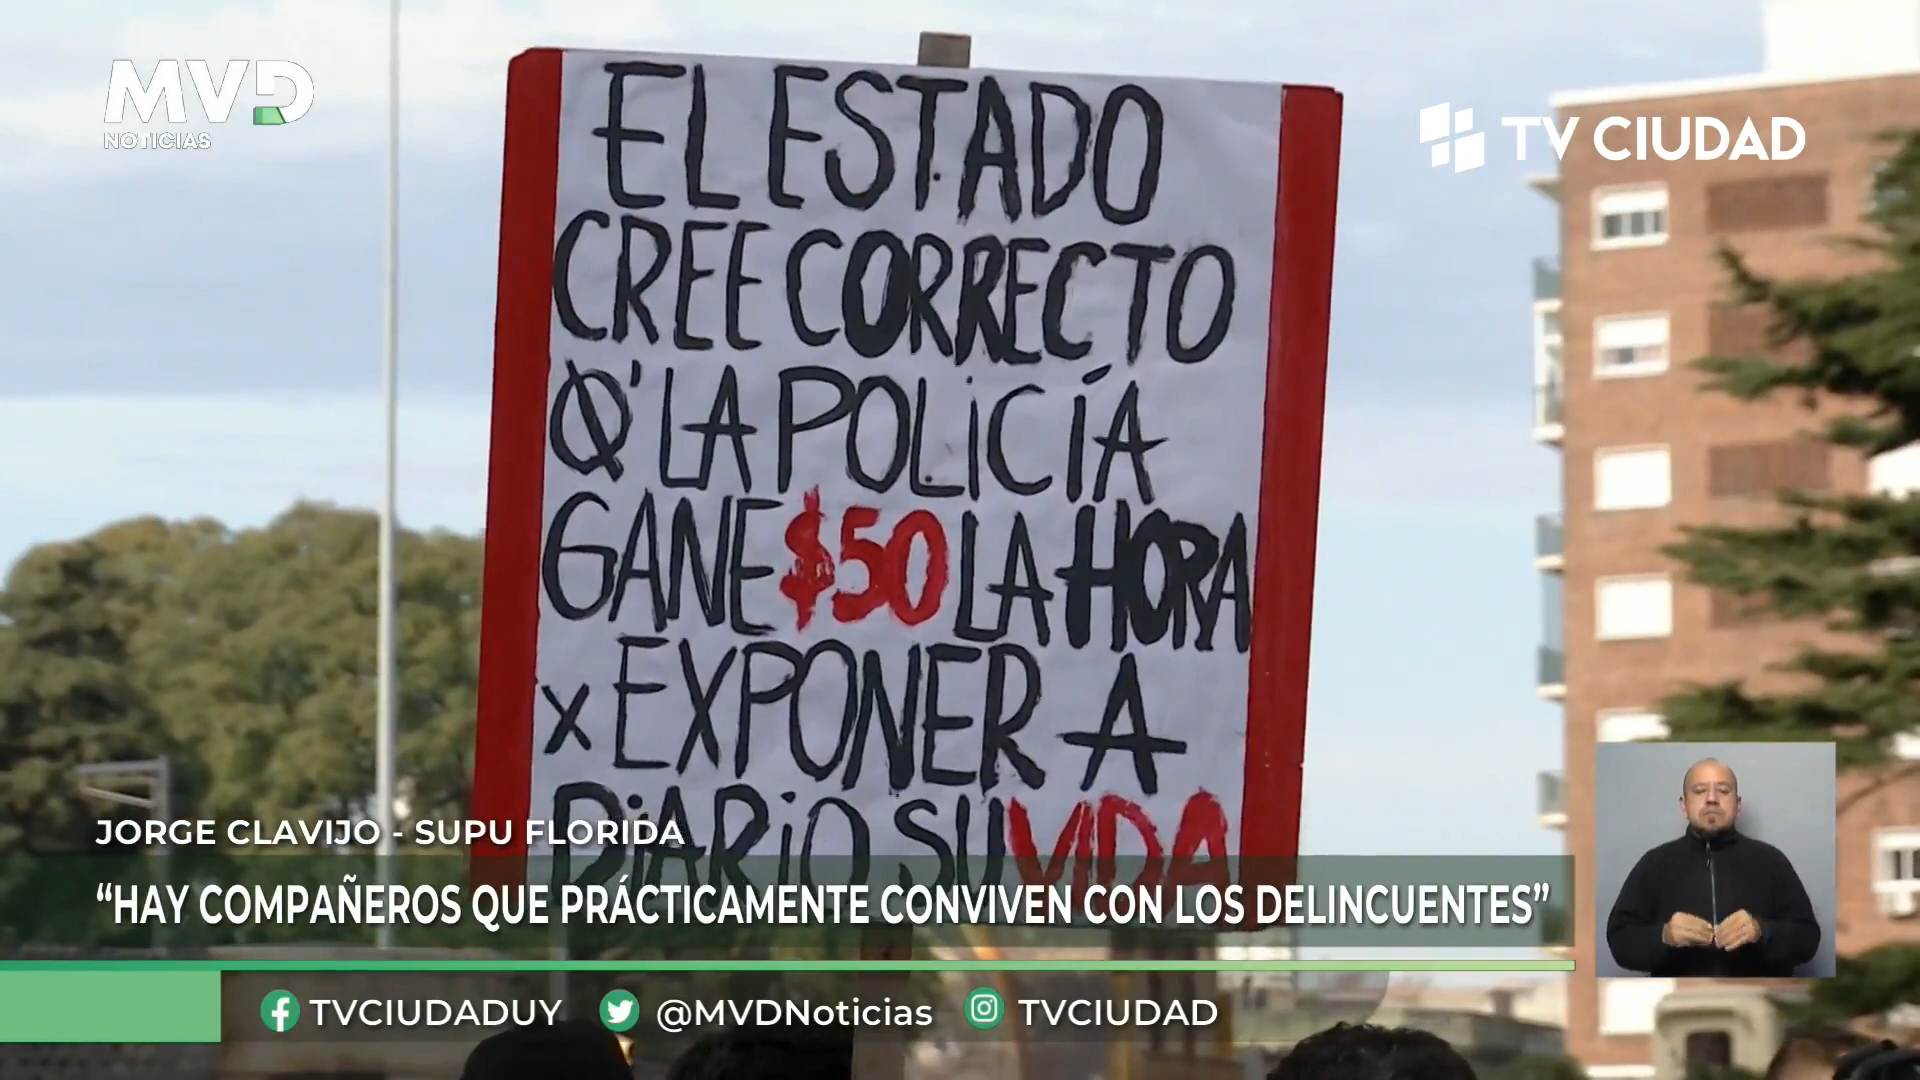 MVD
NOTICIAS
TV CIUDAD
EL ESTADO
CREE CORRECTO
Q' LA POLICÍA
GANE $50 LA HORA
X EXPONER A
DIARIO SU VIDA
JORGE CLAVIJO - SUPU FLORIDA
“HAY COMPAÑEROS QUE PRÁCTICAMENTE CONVIVEN CON LOS DELINCUENTES”
TVCIUDADUY @MVDNoticias TVCIUDAD